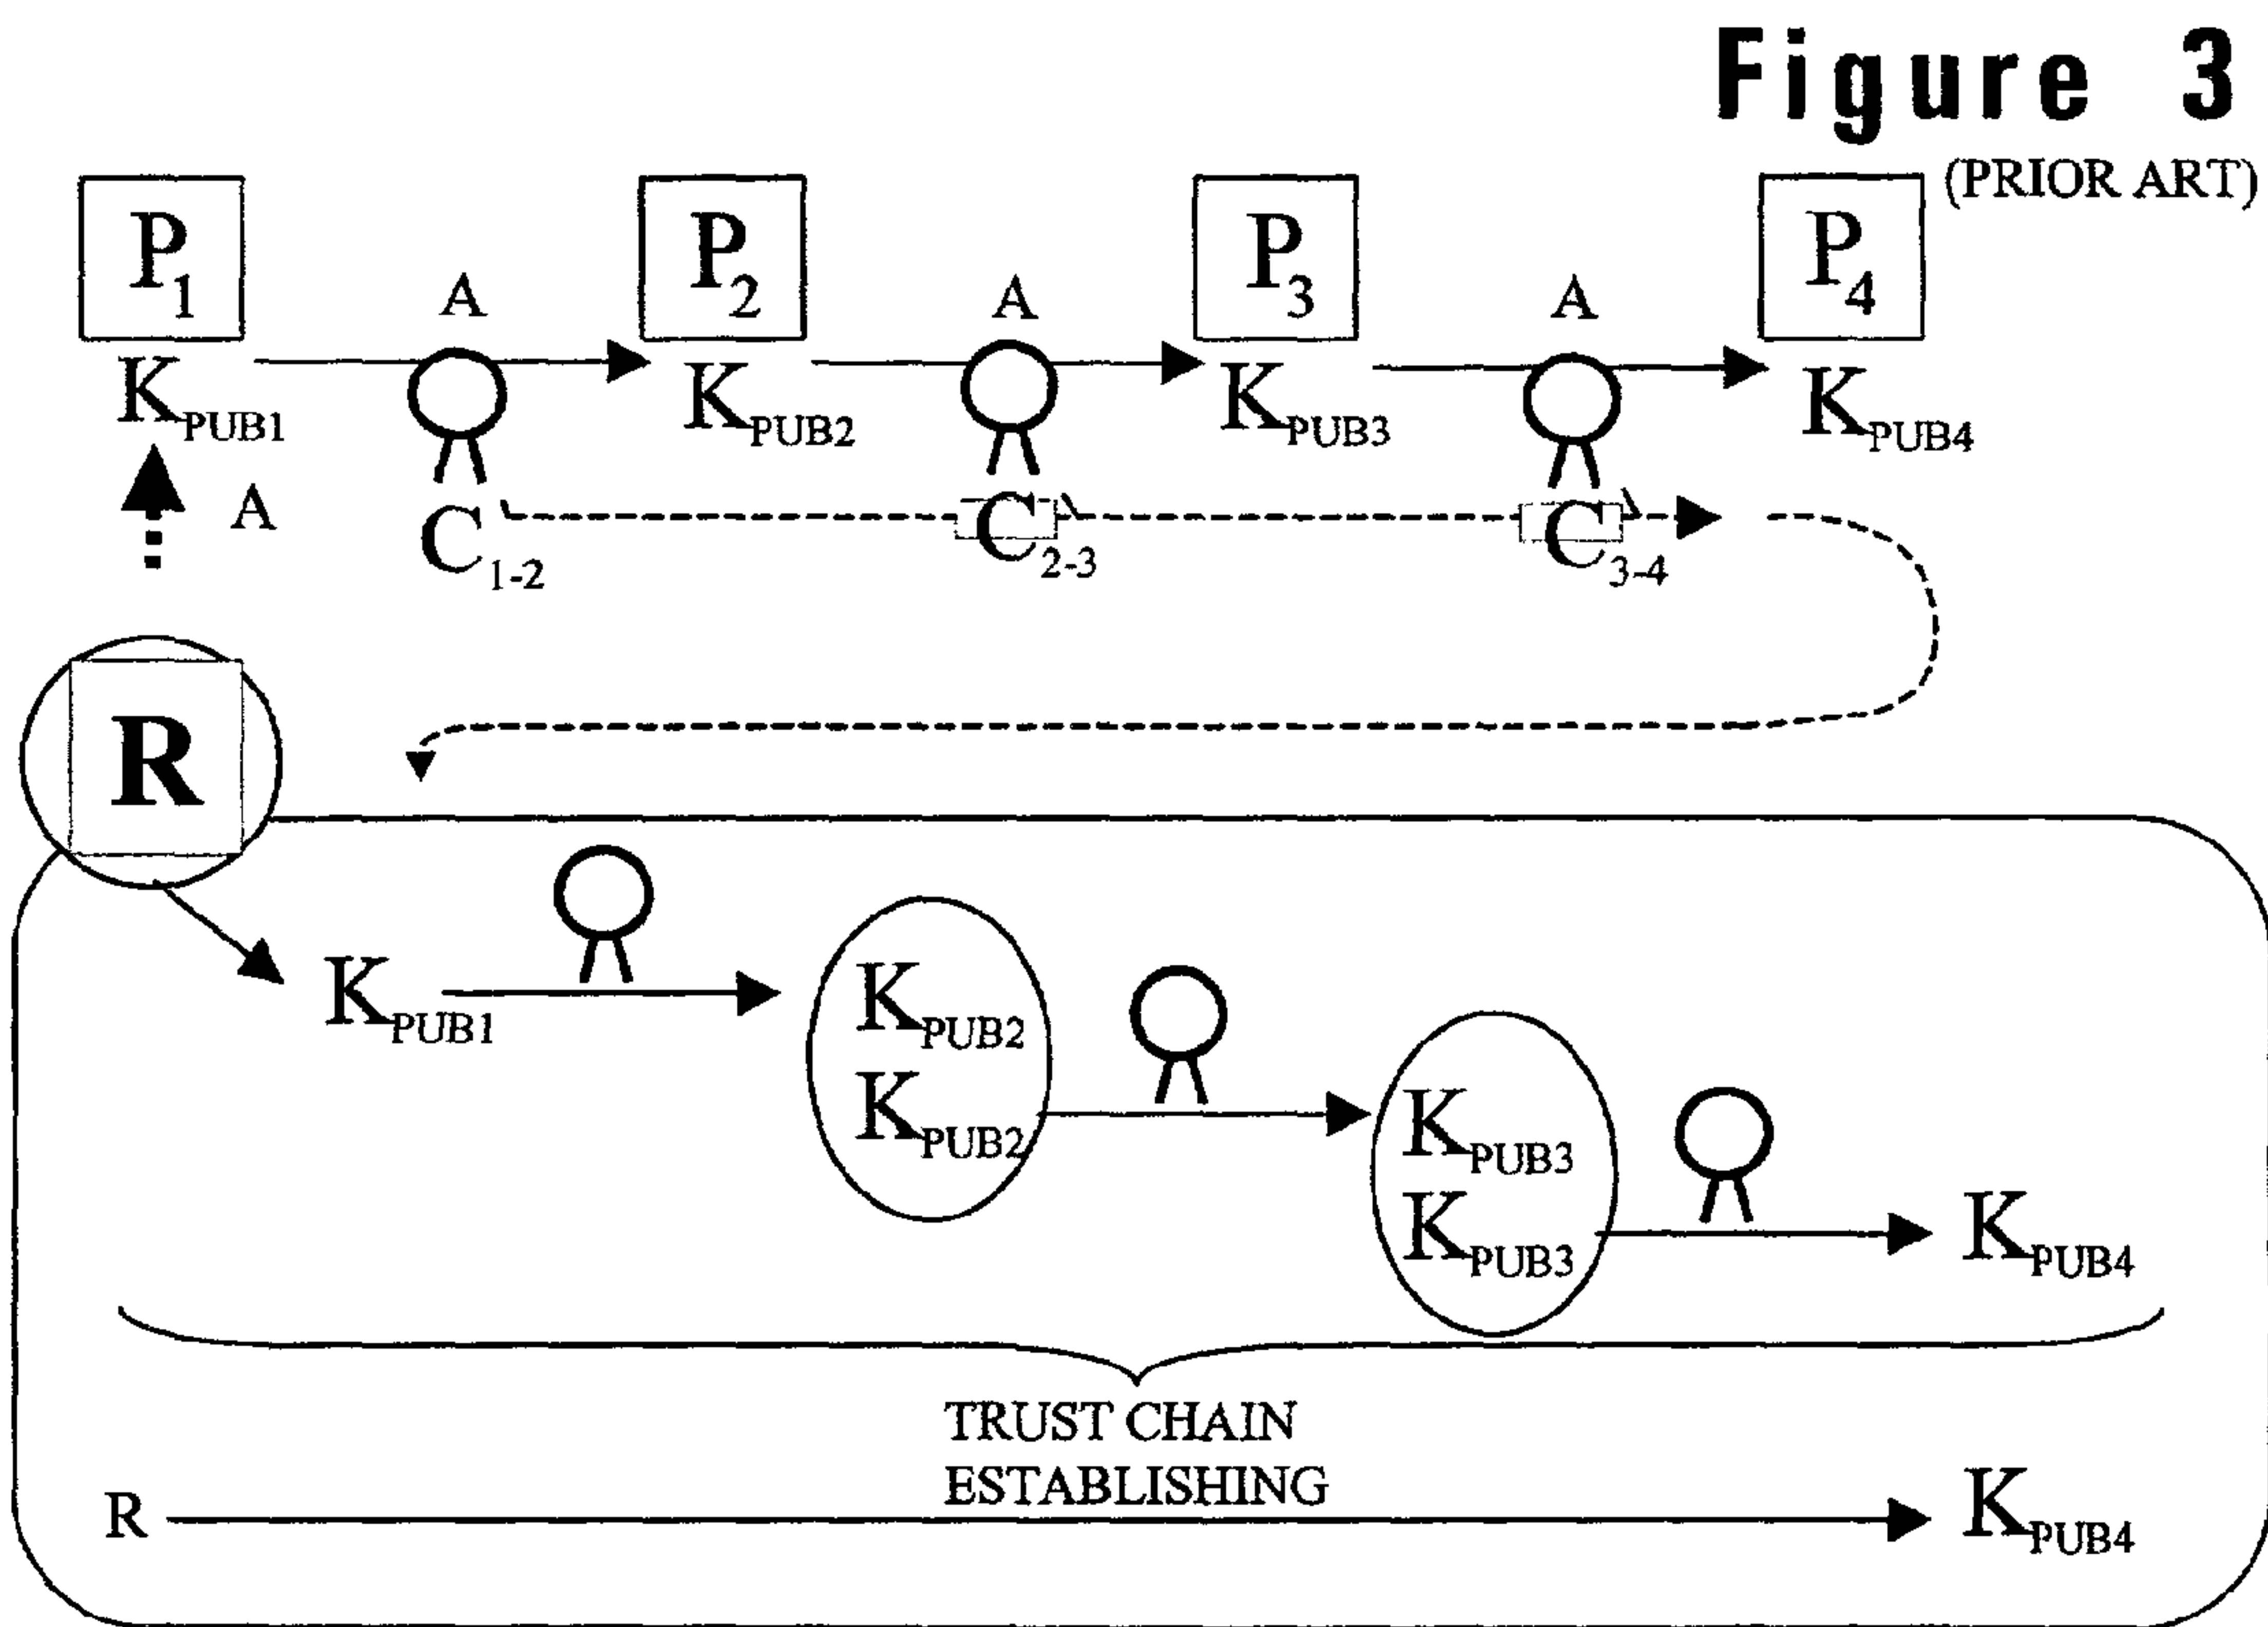 Figure 3
(PRIOR ART)
P1 P2 P3 P4
A A A
KPUB1 KPUB2 KPUB3 KPUB4
A
C1-2 C2-3 C3-4
R
KPUB1 KPUB2
KPUB2 KPUB3
KPUB3 KPUB4
TRUST CHAIN
ESTABLISHING
R KPUB4